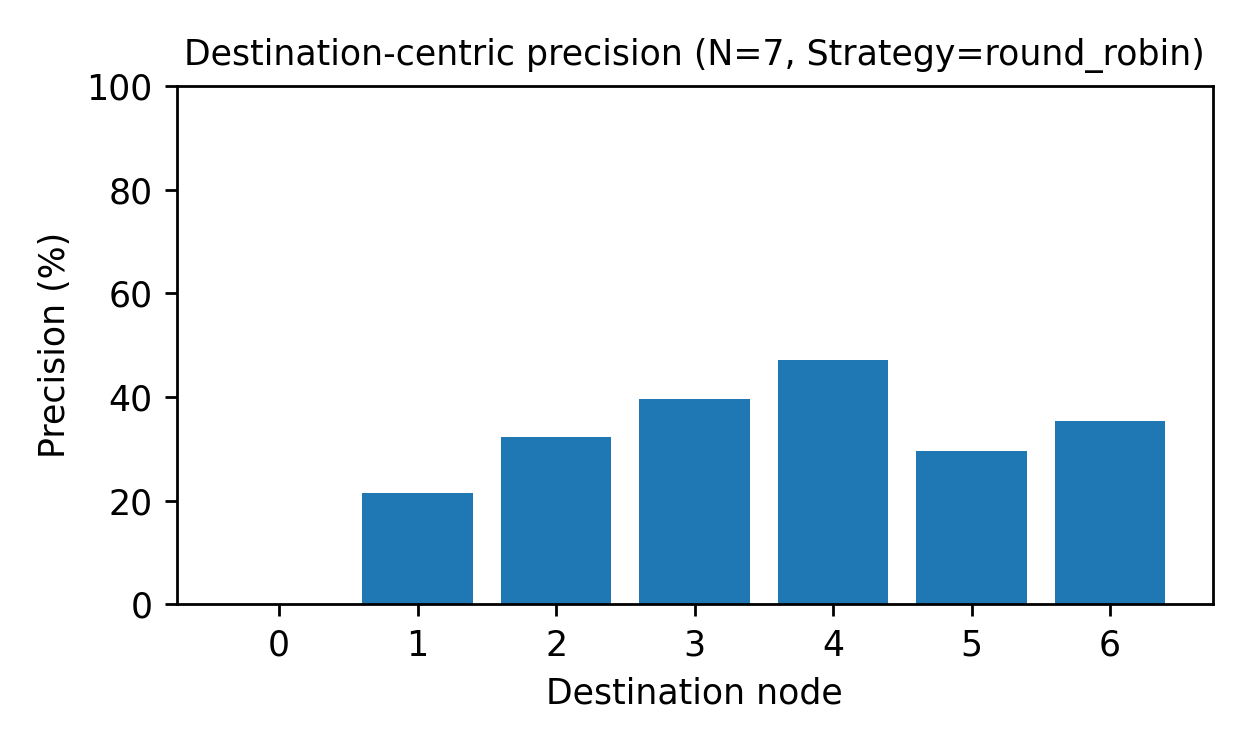 Destination-centric precision (N=7, Strategy=round_robin)
100
80
60
40
20
0
Precision (%)
0 1 2 3 4 5 6
Destination node